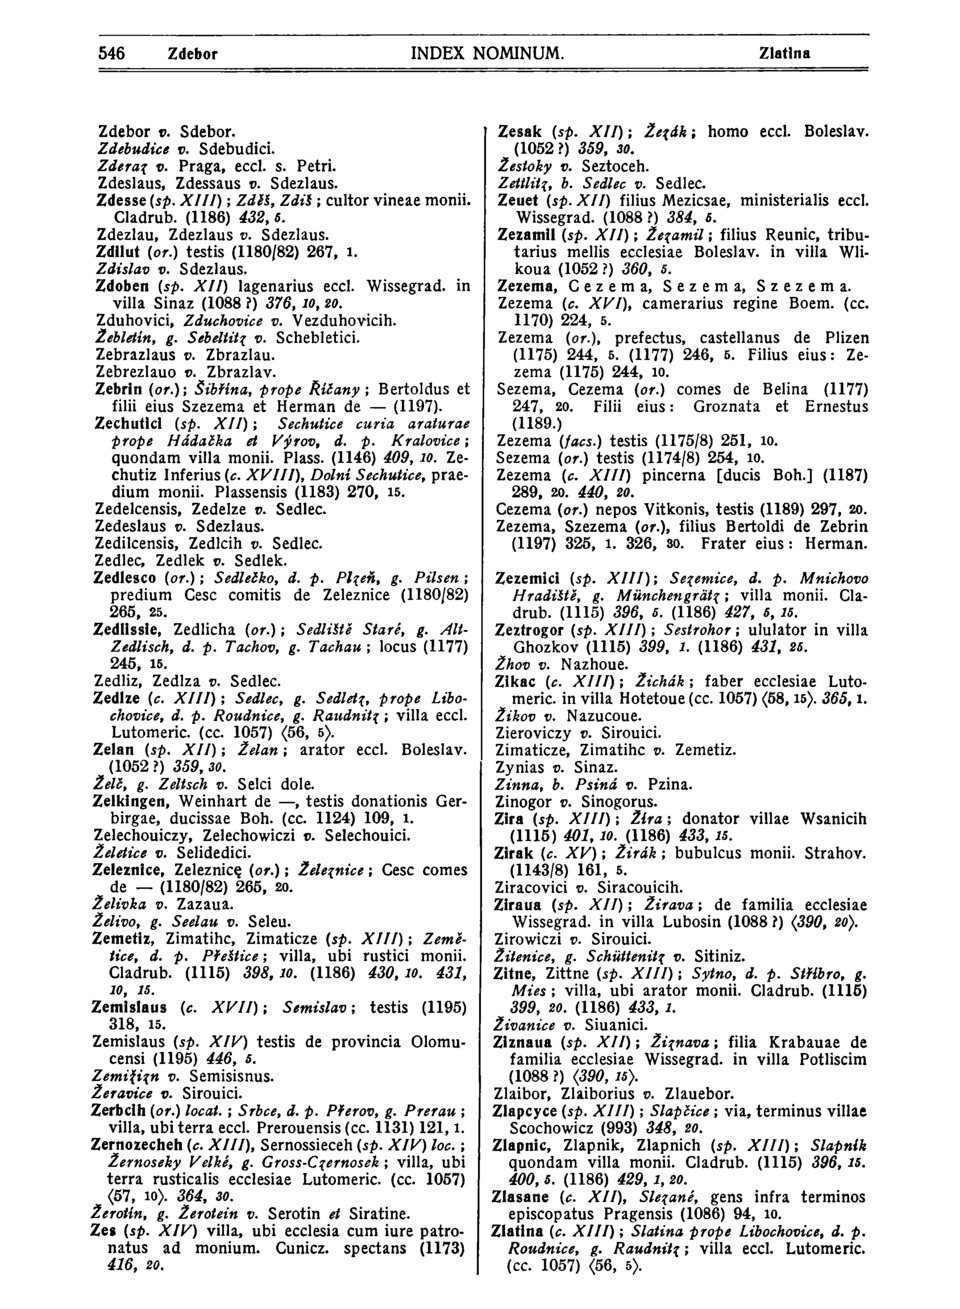 546 Zdebor INDEX NOMINUM. Zlatina
Zdebor v. Sdebor.
Zdebudice v. Sdebudici.
Zderaz v. Praga, eccl. s. Petri.
Zdeslaus, Zdessaus v. Sdezlaus.
Zdesse (sp. XIII) ; Zděš, Zdiš ; cultor vineae monii.
Cladrub. (1186) 432, 5.
Zdezlau, Zdezlaus v. Sdezlaus.
Zdilut (or.) testis (1180/82) 267, 1.
Zdislav v. Sdezlaus.
Zdoben (sp. XII) lagenarius eccl. Wissegrad. in
villa Sinaz (1088 ?) 376, 10, 20.
Zduhovici, Zduchovice v. Vezduhovicih.
Žebletín, g. Sebeltitz v. Schebletici.
Zebrazlaus v. Zbrazlau.
Zebrezlauo v. Zbrazlav.
Zebrin (or.) ; Šibřina, prope Říčany ; Bertoldus et
filii eius Szezema et Herman de — (1197).
Zechutici (sp. XII) ; Sechutice curia araturae
prope Hádačka et Výrov, d. p. Kralovice ;
quondam villa monii. Plass. (1146) 409, 10. Ze-
chutiz Inferius (c. XVIII), Dolní Sechutice, prae-
dium monii. Plassensis (1183) 270, 15.
Zedelcensis, Zedelze v. Sedlec.
Zedeslaus v. Sdezlaus.
Zedilcensis, Zedlcih v. Sedlec.
Zedlec, Zedlek v. Sedlek.
Zedlesco (or.) ; Sedlečko, d. p. Plzeň, g. Pilsen ;
predium Cesc comitis de Zeleznice (1180/82)
265, 25.
Zedlissie, Zedlicha (or.) ; Sedliště Staré, g. Alt-
Zedlisch, d. p. Tachov, g. Tachau ; locus (1177)
245, 15.
Zedliz, Zedlza v. Sedlec.
Zedlze (c. XIII) ; Sedlec, g. Sedletz, prope Libo-
chovice, d. p. Roudnice, g. Raudnitz ; villa eccl.
Lutomeric. (cc. 1057) ⟨56, 5⟩.
Zelan (sp. XII) ; Želan ; arator eccl. Boleslav.
(1052 ?) 359, 30.
Želč, g. Zeltsch v. Selci dole.
Zelkingen, Weinhart de —, testis donationis Ger-
birgae, ducissae Boh. (cc. 1124) 109, 1.
Zelechouiczy, Zelechowiczi v. Selechouici.
Želetice v. Selidedici.
Zeleznice, Zeleznicę (or.) ; Železnice ; Cesc comes
de — (1180/82) 265, 20.
Želivka v. Zazaua.
Želivo, g. Seelau v. Seleu.
Zemetiz, Zimatihc, Zimaticze (sp. XIII) ; Země-
tice, d. p. Přeštice ; villa, ubi rustici monii.
Cladrub. (1115) 398, 10. (1186) 430, 10. 431,
10, 15.
Zemislaus (c. XVII) ; Semislav ; testis (1195)
318, 15.
Zemislaus (sp. XIV) testis de provincia Olomu-
censi (1195) 446, 5.
Zemižizn v. Semisisnus.
Žeravice v. Sirouici.
Zerbcih (or.) locat. ; Srbce, d. p. Přerov, g. Prerau ;
villa, ubi terra eccl. Prerouensis (cc. 1131) 121, 1.
Zernozecheh (c. XIII), Sernossieceh (sp. XIV) loc. ;
Žernoseky Velké, g. Gross-Czernosek ; villa, ubi
terra rusticalis ecclesiae Lutomeric. (cc. 1057)
⟨57, 10⟩. 364, 30.
Žerotín, g. Žerotein v. Serotin et Siratine.
Zes (sp. XIV) villa, ubi ecclesia cum iure patro-
natus ad monium. Cunicz. spectans (1173)
416, 20.
Zesak (sp. XII) ; Žezák ; homo eccl. Boleslav.
(1052 ?) 359, 30.
Žestoky v. Seztoceh.
Zettlitz, b. Sedlec v. Sedlec.
Zeuet (sp. XII) filius Mezicsae, ministerialis eccl.
Wissegrad. (1088 ?) 384, 5.
Zezamil (sp. XII) ; Žezamil ; filius Reunic, tribu-
tarius mellis ecclesiae Boleslav. in villa Wli-
koua (1052 ?) 360, 5.
Zezema, Cezema, Sezema, Szezema.
Zezema (c. XVI), camerarius regine Boem. (cc.
1170) 224, 5.
Zezema (or.), prefectus, castellanus de Plizen
(1175) 244, 5. (1177) 246, 5. Filius eius : Ze-
zema (1175) 244, 10.
Sezema, Cezema (or.) comes de Belina (1177)
247, 20. Filii eius : Groznata et Ernestus
(1189.)
Zezema (facs.) testis (1175/8) 251, 10.
Sezema (or.) testis (1174/8) 254, 10.
Zezema (c. XIII) pincerna [ducis Boh.] (1187)
289, 20. 440, 20.
Cezema (or.) nepos Vitkonis, testis (1189) 297, 20.
Zezema, Szezema (or.), filius Bertoldi de Zebrin
(1197) 325, 1. 326, 30. Frater eius : Herman.
Zezemici (sp. XIII) ; Sezemice, d. p. Mnichovo
Hradiště, g. Münchengrätz ; villa monii. Cla-
drub. (1115) 396, 5. (1186) 427, 5, 15.
Zeztrogor (sp. XIII) ; Sestrohor ; ululator in villa
Ghozkov (1115) 399, 1. (1186) 431, 25.
Žhov v. Nazhoue.
Zikac (c. XIII) ; Žichák ; faber ecclesiae Luto-
meric. in villa Hotetoue (cc. 1057) ⟨58, 15⟩. 365, 1.
Žikov v. Nazucoue.
Zieroviczy v. Sirouici.
Zimaticze, Zimatihc v. Zemetiz.
Zynias v. Sinaz.
Zinna, b. Psiná v. Pzina.
Zinogor v. Sinogorus.
Zira (sp. XIII) ; Žira ; donator villae Wsanicih
(1115) 401, 10. (1186) 433, 15.
Zirak (c. XV) ; Žirák ; bubulcus monii. Strahov.
(1143/8) 161, 5.
Ziracovici v. Siracouicih.
Ziraua (sp. XII) ; Žirava ; de familia ecclesiae
Wissegrad. in villa Lubosin (1088 ?) ⟨390, 20⟩.
Zirowiczi v. Sirouici.
Žitenice, g. Schüttenitz v. Sitiniz.
Zitne, Zittne (sp. XIII) ; Sytno, d. p. Stříbro, g.
Mies ; villa, ubi arator monii. Cladrub. (1115)
399, 20. (1186) 433, 1.
Živanice v. Siuanici.
Ziznaua (sp. XII) ; Žiznava ; filia Krabauae de
familia ecclesiae Wissegrad. in villa Potliscim
(1088 ?) ⟨390, 15⟩.
Zlaibor, Zlaiborius v. Zlauebor.
Zlapcyce (sp. XIII) ; Slapčice ; via, terminus villae
Scochowicz (993) 348, 20.
Zlapnic, Zlapnik, Zlapnich (sp. XIII) ; Slapník
quondam villa monii. Cladrub. (1115) 396, 15.
400, 5. (1186) 429, 1, 20.
Zlasane (c. XII), Slezané, gens infra terminos
episcopatus Pragensis (1086) 94, 10.
Zlatina (c. XIII) ; Slatina prope Libochovice, d. p.
Roudnice, g. Raudnitz ; villa eccl. Lutomeric.
(cc. 1057) ⟨56, 5⟩.